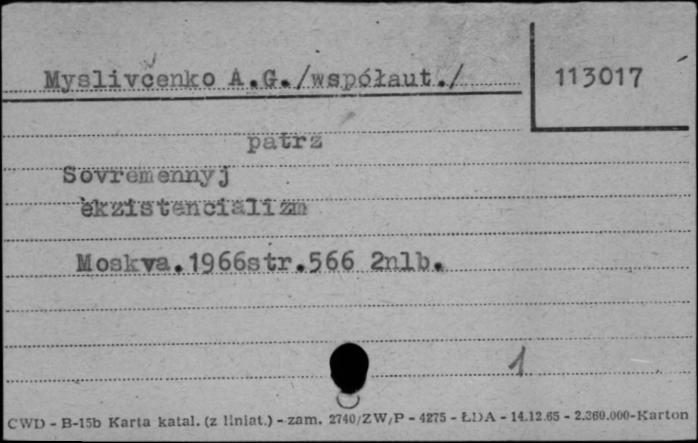 Myslivčenko A.G./współaut./ 113017
patrz
Sovremennyj
ekzistencializm
Moskva.1966str.566 2nlb.
1
CWD - B-15b Karta katal. (z liniat.) - zam. 2740/ZW/P - 4275 - ŁDA - 14.12.65 - 2.360.000-Karton